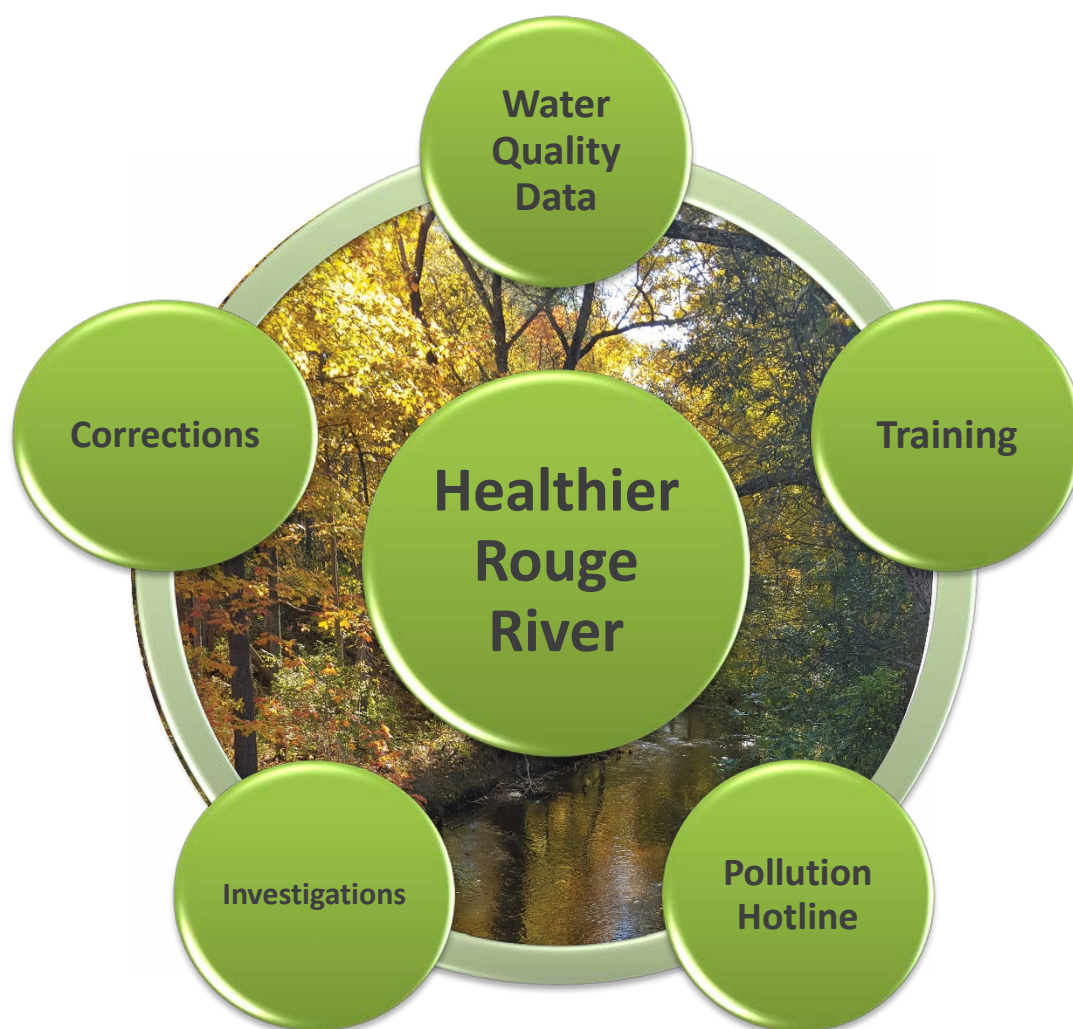 Water
Quality
Data
Corrections
Training
Healthier
Rouge
River
Investigations
Pollution
Hotline